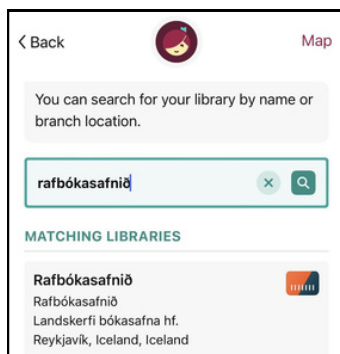 Back
Map
You can search for your library by name or
branch location.
rafbókasafnið
MATCHING LIBRARIES
Rafbókasafnið
Rafbókasafnið
Landskerfi bókasafna hf.
Reykjavík, Iceland, Iceland